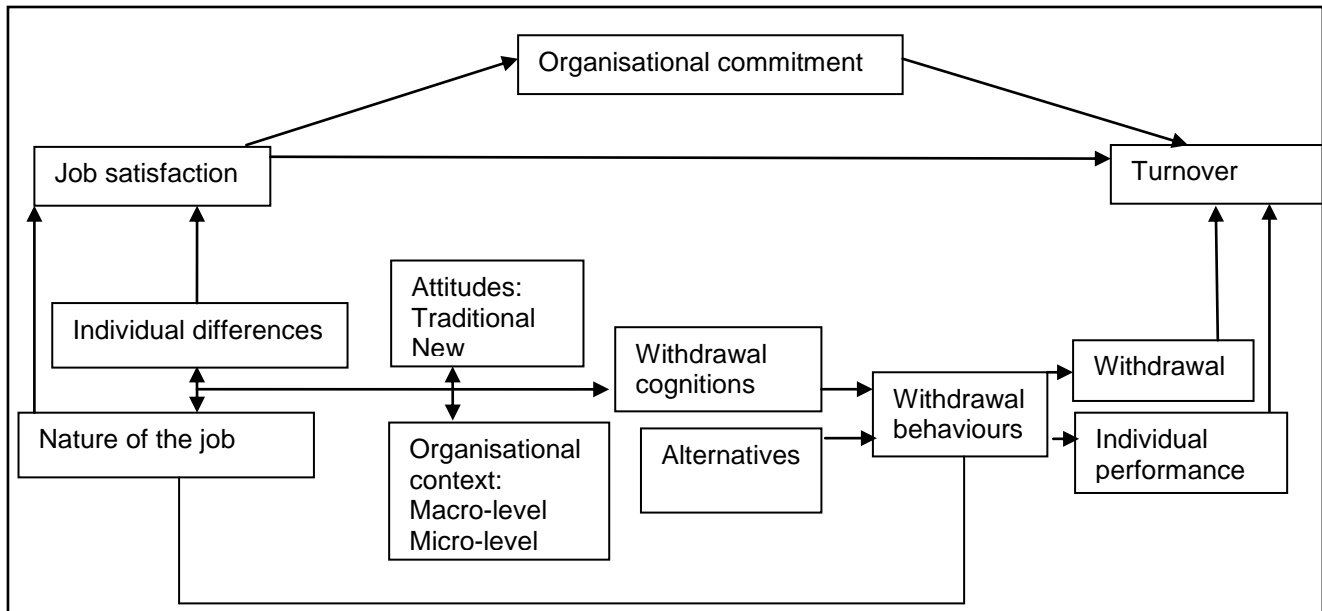 Organisational commitment
Job satisfaction
Turnover
Individual differences
Attitudes:
Traditional
New
Withdrawal
cognitions
Withdrawal
Nature of the job
Organisational
context:
Macro-level
Micro-level
Alternatives
Withdrawal
behaviours
Individual
performance